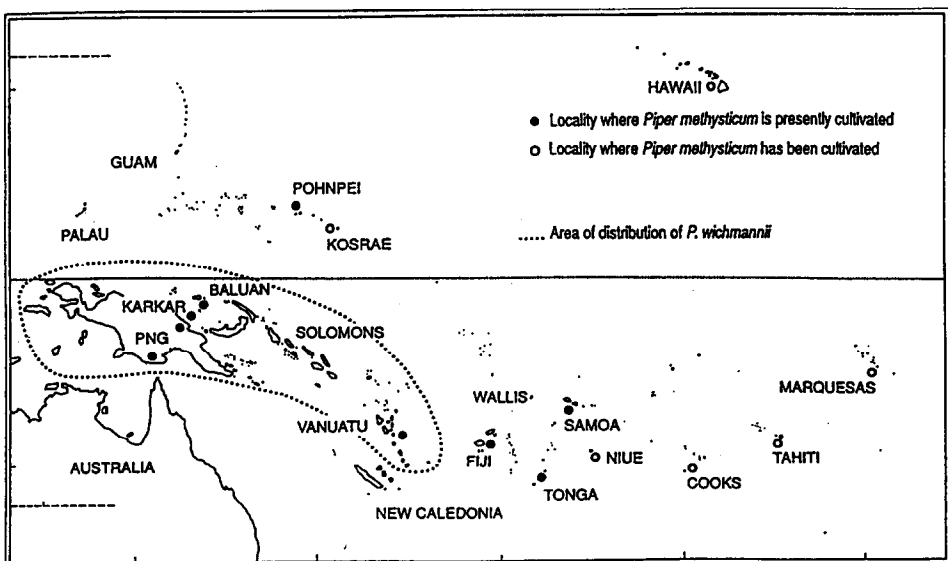 HAWAII
Locality where Piper methysticum is presently cultivated
Locality where Piper methysticum has been cultivated
GUAM
POHNPEI
PALAU
KOSRAE
Area of distribution of P. wichmannii
BALUAN
KARKAR
PNG
SOLOMONS
MARQUESAS
WALLIS
SAMOA
VANUATU
FIJI
NIUE
TAHITI
AUSTRALIA
TONGA
COOKS
NEW CALEDONIA